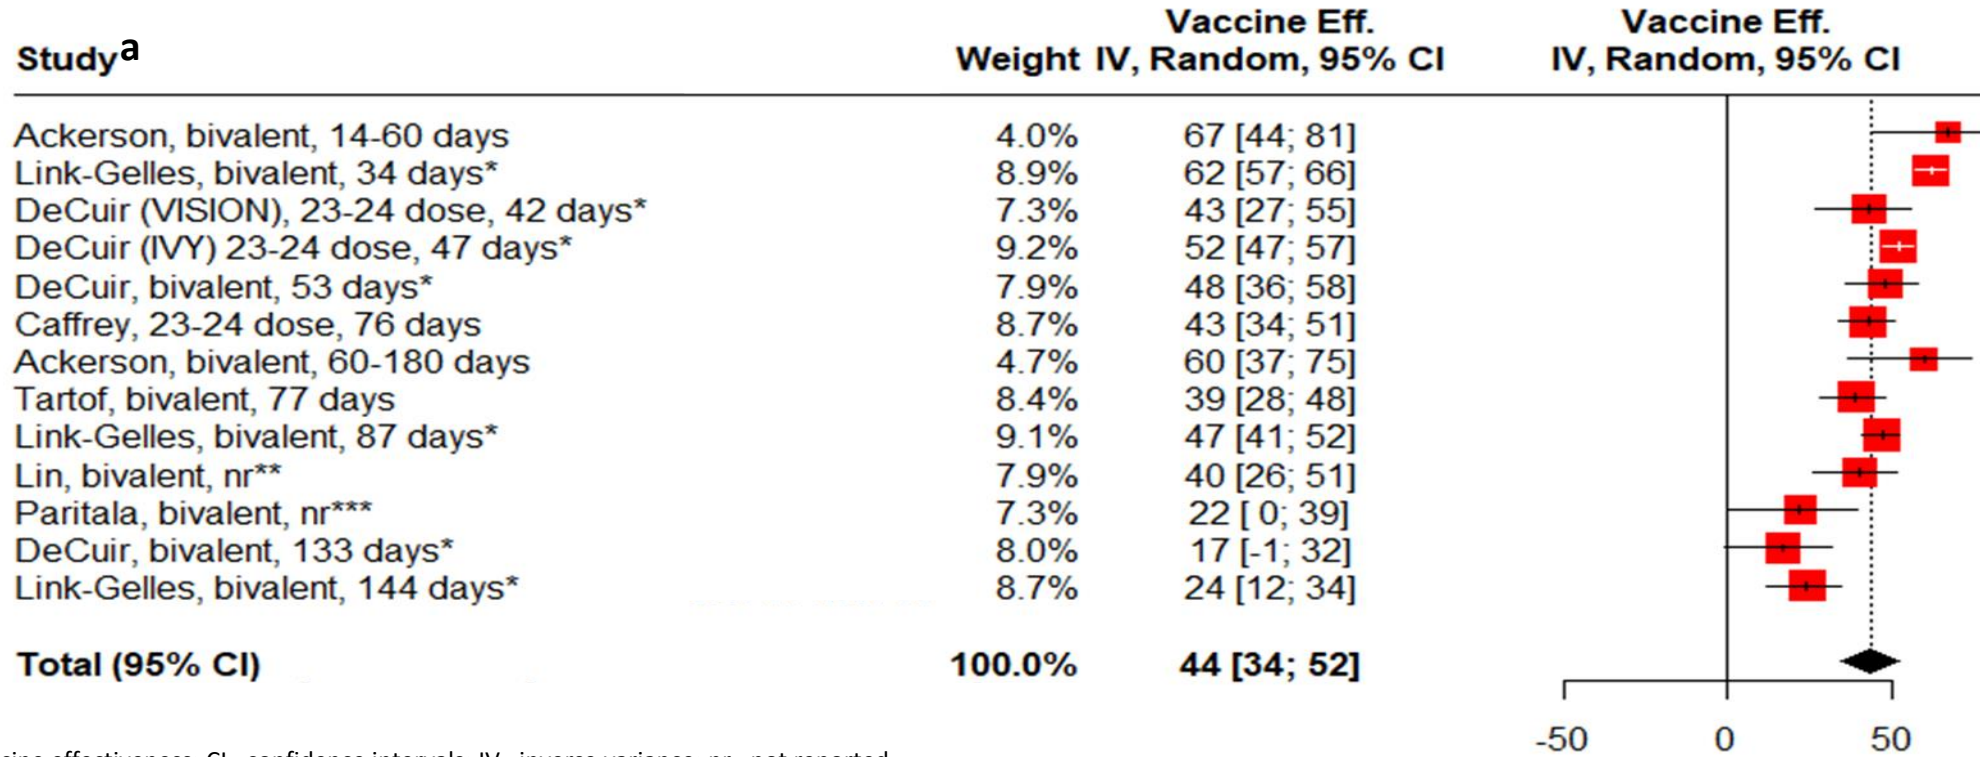 Vaccine Eff. Vaccine Eff.
Study a Weight IV, Random, 95% CI IV, Random, 95% CI
Ackerson, bivalent, 14-60 days 4.0% 67 [44; 81]
Link-Gelles, bivalent, 34 days* 8.9% 62 [57; 66]
DeCuir (VISION), 23-24 dose, 42 days* 7.3% 43 [27; 55]
DeCuir (IVY) 23-24 dose, 47 days* 9.2% 52 [47; 57]
DeCuir, bivalent, 53 days* 7.9% 48 [36; 58]
Caffrey, 23-24 dose, 76 days 8.7% 43 [34; 51]
Ackerson, bivalent, 60-180 days 4.7% 60 [37; 75]
Tartof, bivalent, 77 days 8.4% 39 [28; 48]
Link-Gelles, bivalent, 87 days* 9.1% 47 [41; 52]
Lin, bivalent, nr** 7.9% 40 [26; 51]
Paritala, bivalent, nr*** 7.3% 22 [ 0; 39]
DeCuir, bivalent, 133 days* 8.0% 17 [-1; 32]
Link-Gelles, bivalent, 144 days* 8.7% 24 [12; 34]
Total (95% CI) 100.0% 44 [34; 52]
-50 0 50